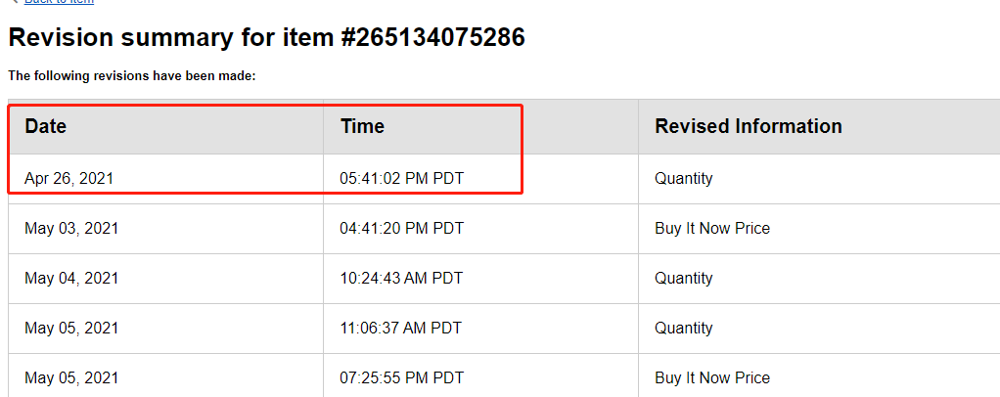 Back to item
Revision summary for item #265134075286
The following revisions have been made:
Date Time Revised Information
Apr 26, 2021 05:41:02 PM PDT Quantity
May 03, 2021 04:41:20 PM PDT Buy It Now Price
May 04, 2021 10:24:43 AM PDT Quantity
May 05, 2021 11:06:37 AM PDT Quantity
May 05, 2021 07:25:55 PM PDT Buy It Now Price